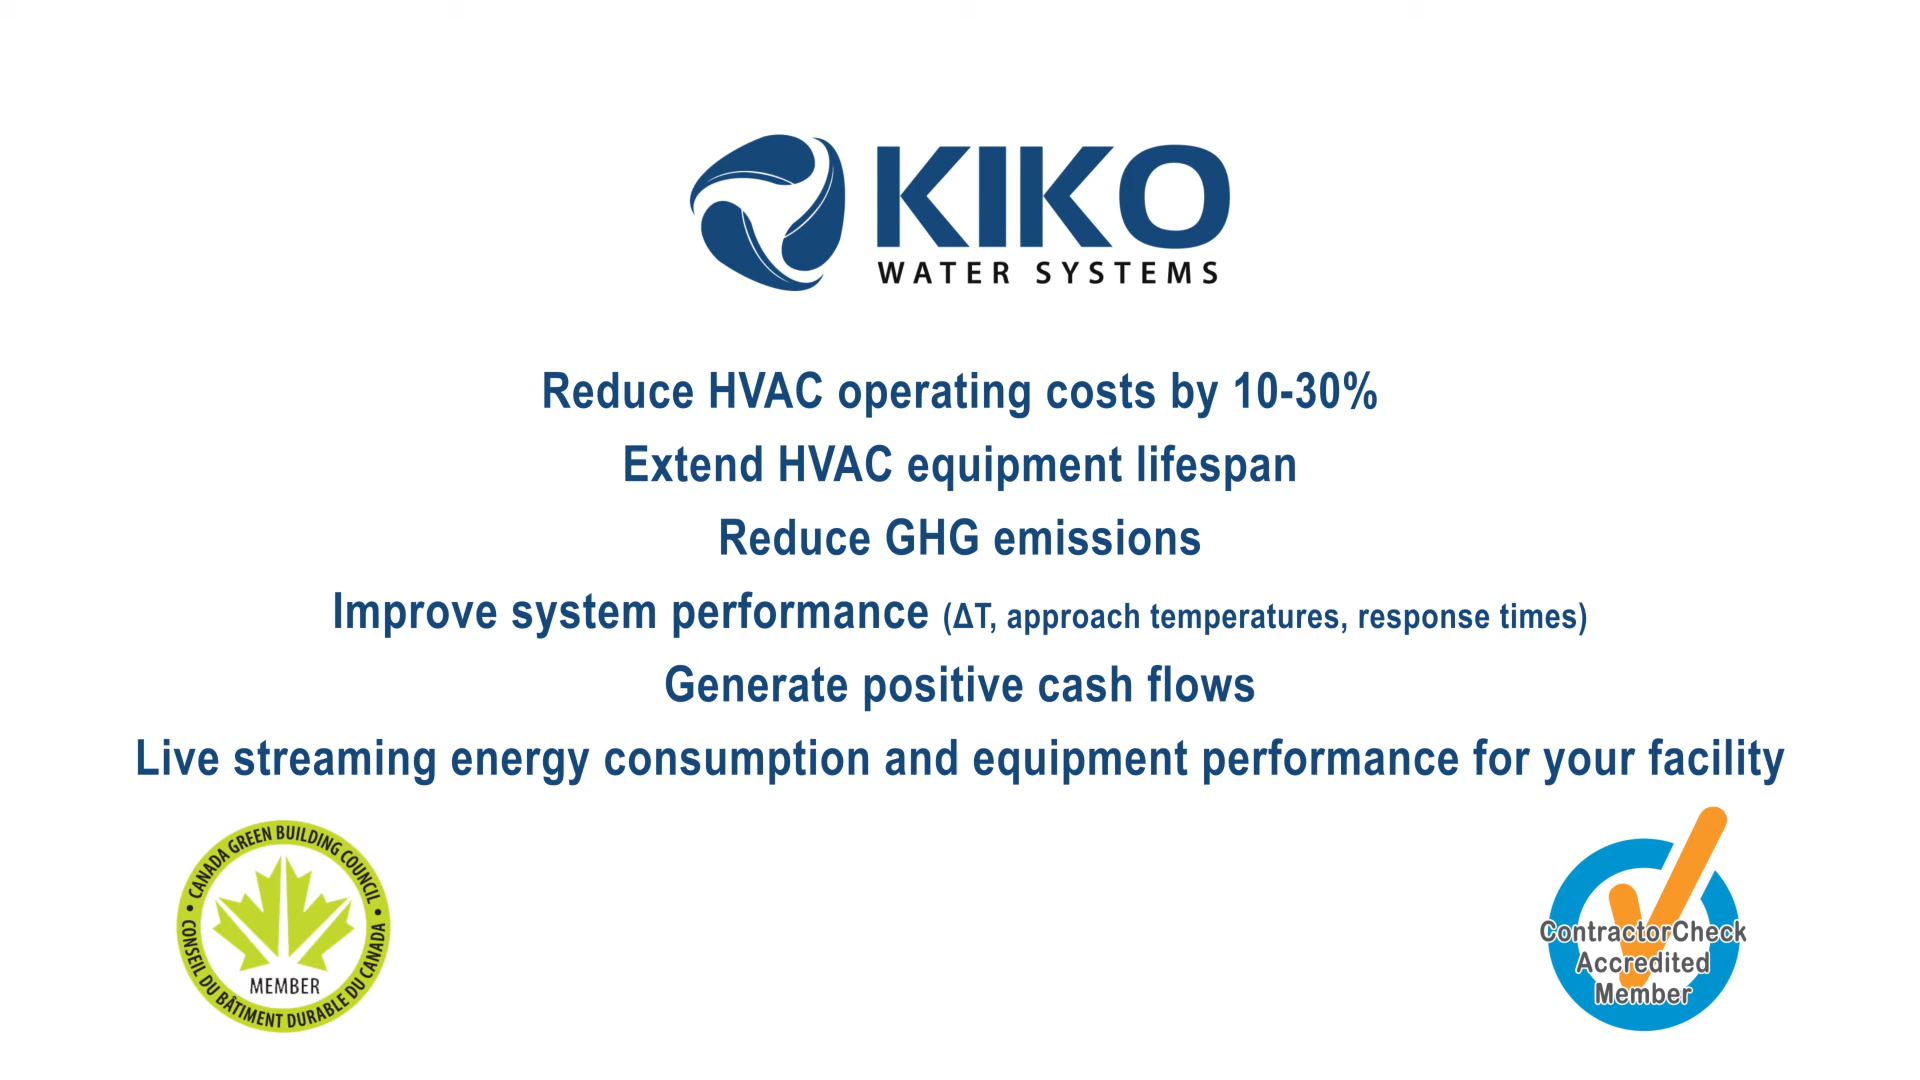 KIKO
WATER SYSTEMS
Reduce HVAC operating costs by 10-30%
Extend HVAC equipment lifespan
Reduce GHG emissions
Improve system performance (ΔT, approach temperatures, response times)
Generate positive cash flows
Live streaming energy consumption and equipment performance for your facility
• CANADA GREEN BUILDING COUNCIL •
CONSEIL DU BÂTIMENT DURABLE DU CANADA
MEMBER
ContractorCheck
Accredited
Member